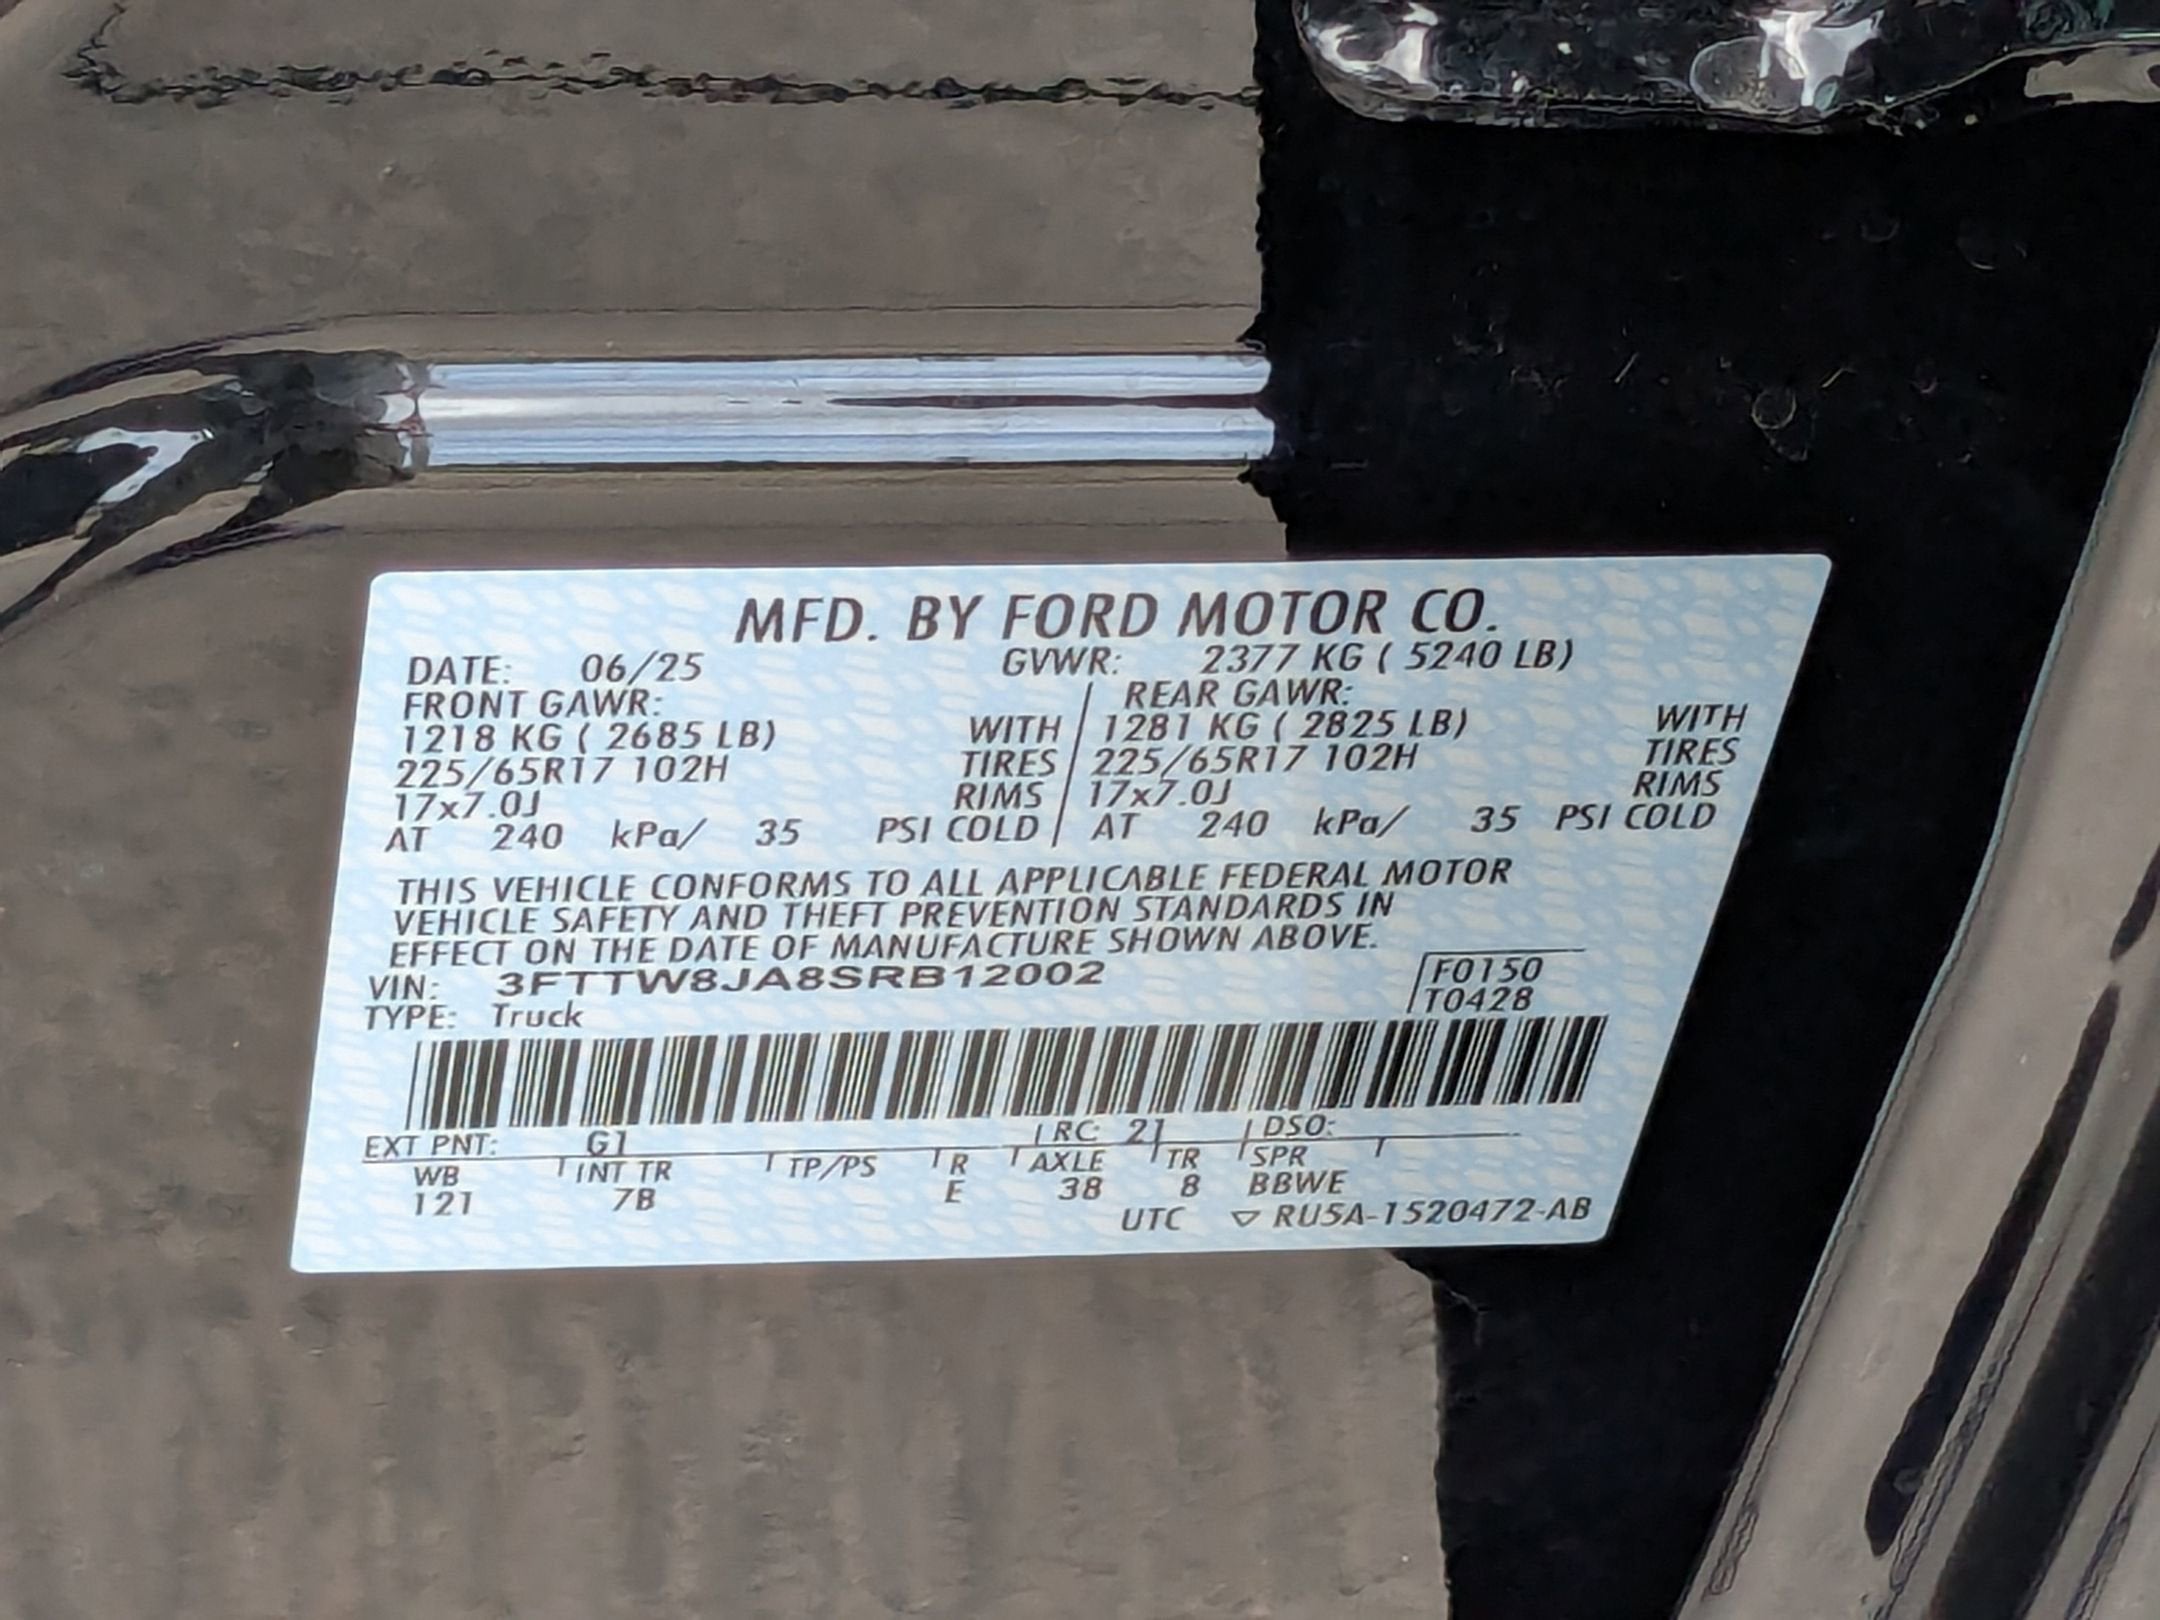 MFD. BY FORD MOTOR CO.
DATE: 06/25 GVWR: 2377 KG ( 5240 LB)
FRONT GAWR: REAR GAWR:
1218 KG ( 2685 LB) WITH 1281 KG ( 2825 LB) WITH
225/65R17 102H TIRES 225/65R17 102H TIRES
17x7.0J RIMS 17x7.0J RIMS
AT 240 kPa/ 35 PSI COLD AT 240 kPa/ 35 PSI COLD
THIS VEHICLE CONFORMS TO ALL APPLICABLE FEDERAL MOTOR
VEHICLE SAFETY AND THEFT PREVENTION STANDARDS IN
EFFECT ON THE DATE OF MANUFACTURE SHOWN ABOVE.
VIN: 3FTTW8JA8SRB12002 F0150
TYPE: Truck T0428
EXT PNT: G1 RC: 21 DSO:
WB INT TR TP/PS R AXLE TR SPR
121 7B E 38 8 BBWE
UTC ▽ RU5A-1520472-AB